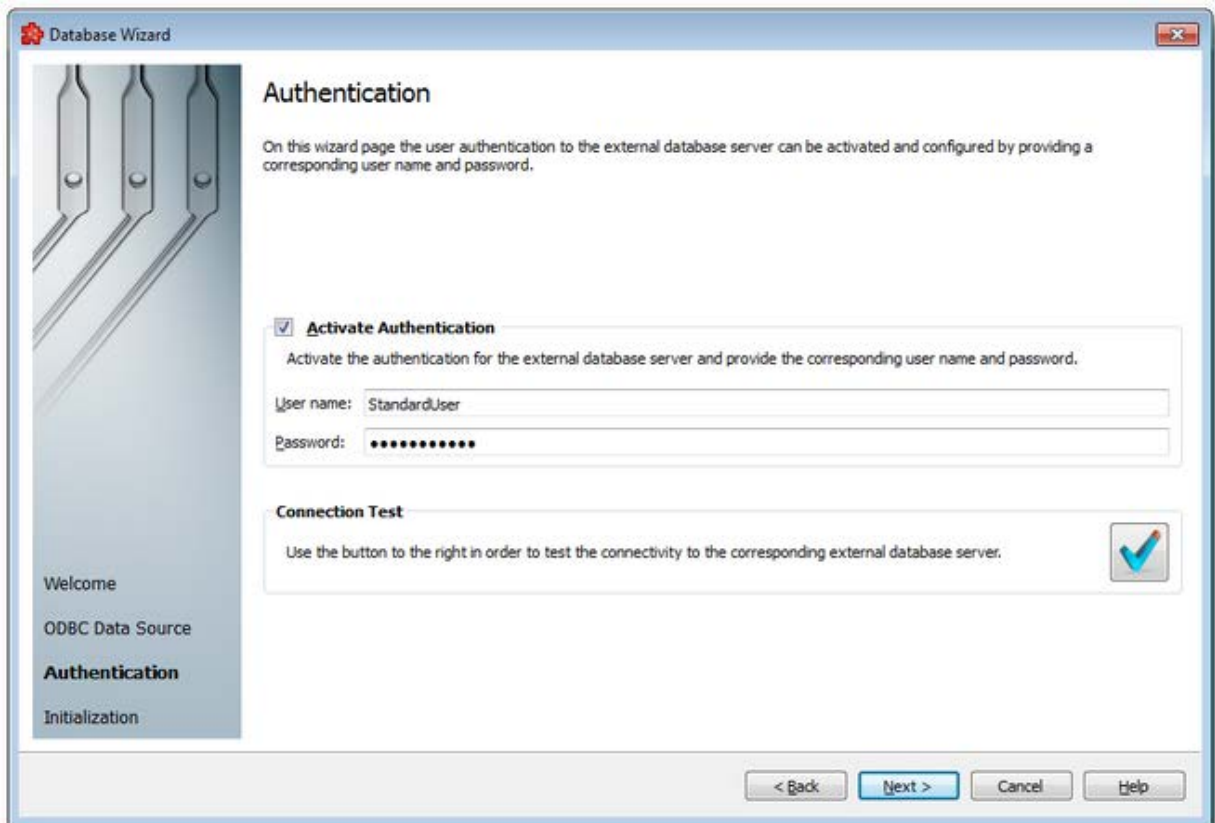 Database Wizard
Authentication
On this wizard page the user authentication to the external database server can be activated and configured by providing a
corresponding user name and password.
Activate Authentication
Activate the authentication for the external database server and provide the corresponding user name and password.
User name: StandardUser
Password: •••••••••••
Connection Test
Use the button to the right in order to test the connectivity to the corresponding external database server.
Welcome
ODBC Data Source
Authentication
Initialization
< Back Next > Cancel Help